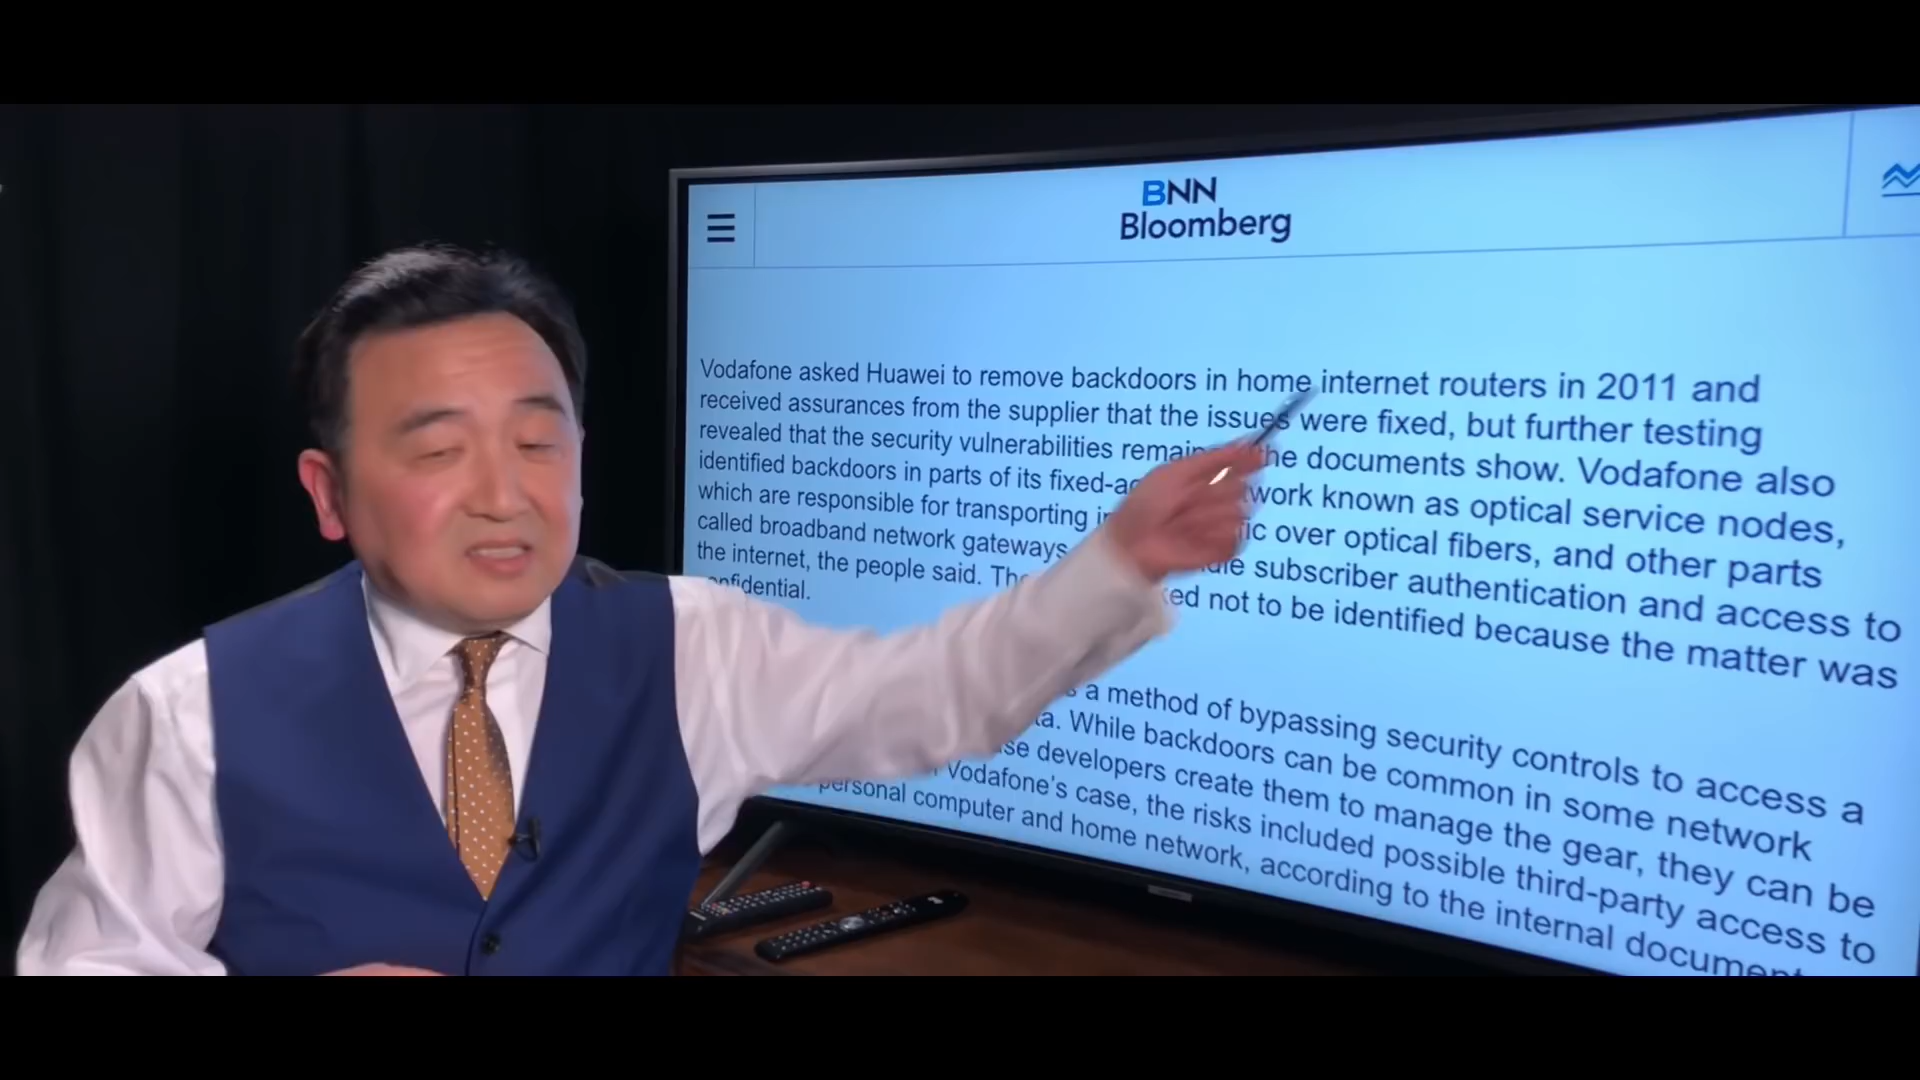 BNN
Bloomberg
Vodafone asked Huawei to remove backdoors in home internet routers in 2011 and
received assurances from the supplier that the issues were fixed, but further testing
revealed that the security vulnerabilities the documents show. Vodafone also
identified backdoors in parts of its known as optical service nodes,
which are responsible for transporting over optical fibers, and other parts
called broadband network gateways subscriber authentication and access to
the internet, the people said. not to be identified because the matter was
a method of bypassing security controls to access a
While backdoors can be common in some network
developers create them to manage the gear, they can be
Vodafone's case, the risks included possible third-party access to
personal computer and home network, according to the internal